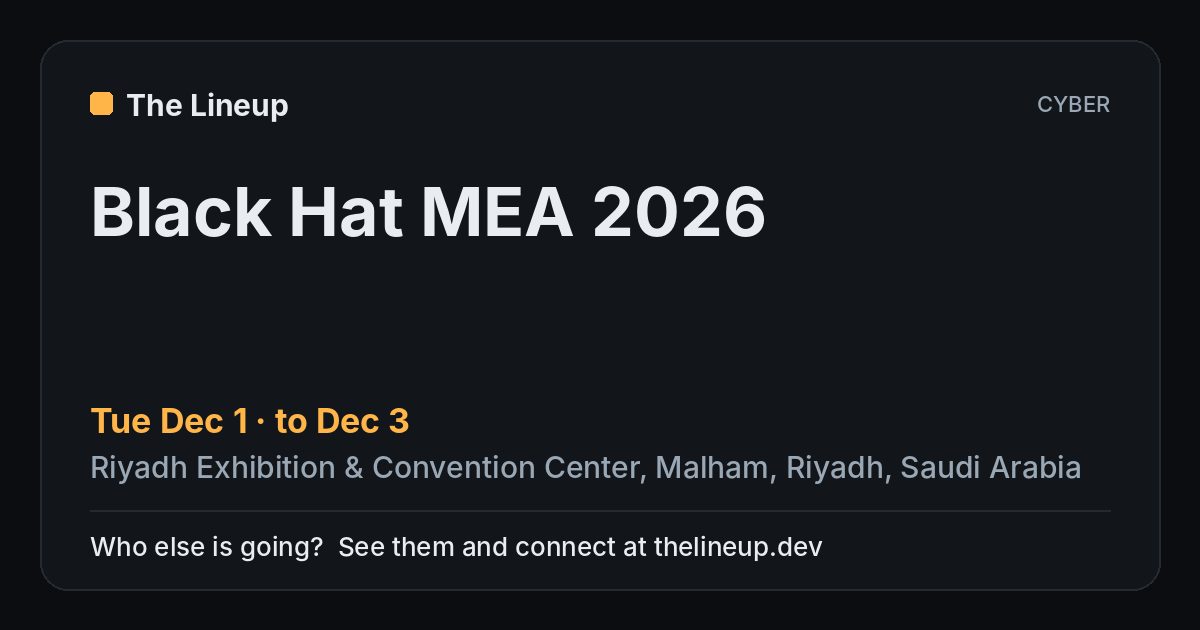 The Lineup
CYBER
Black Hat MEA 2026
Tue Dec 1 · to Dec 3
Riyadh Exhibition & Convention Center, Malham, Riyadh, Saudi Arabia
Who else is going? See them and connect at thelineup.dev